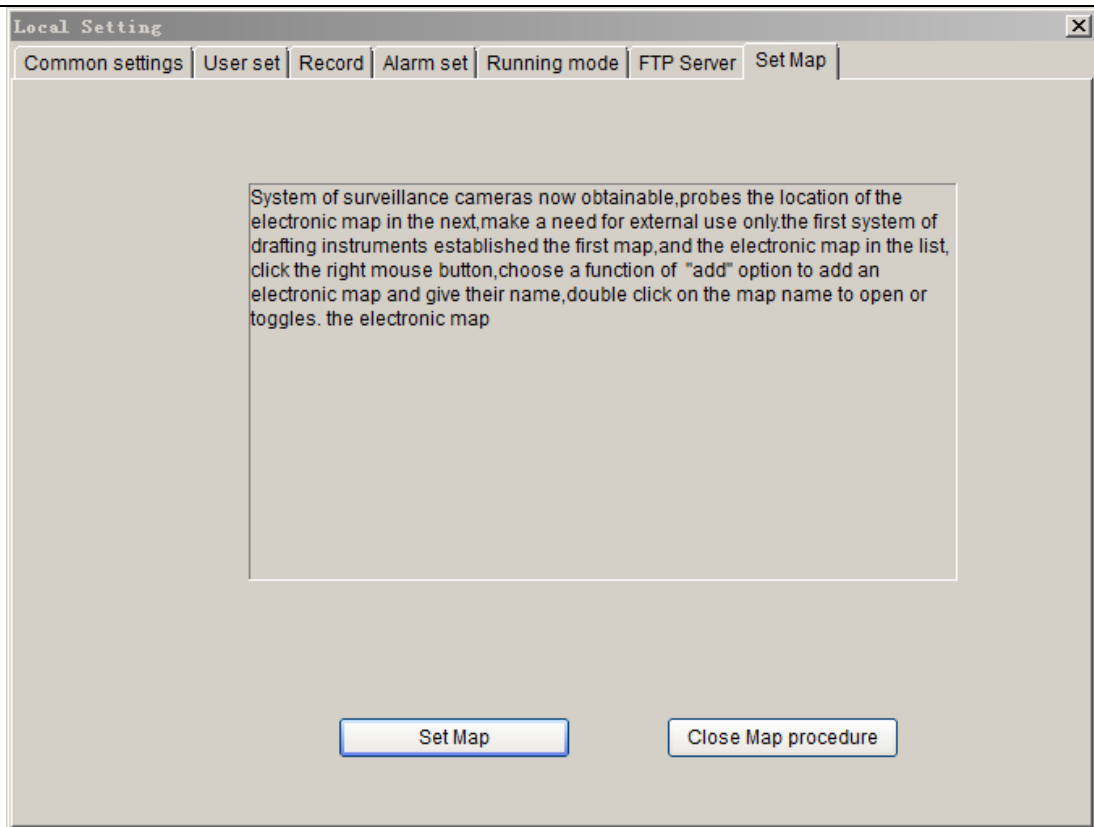 Local Setting
Common settings User set Record Alarm set Running mode FTP Server Set Map
System of surveillance cameras now obtainable,probes the location of the
electronic map in the next,make a need for external use only.the first system of
drafting instruments established the first map,and the electronic map in the list,
click the right mouse button,choose a function of "add" option to add an
electronic map and give their name,double click on the map name to open or
toggles. the electronic map
Set Map Close Map procedure